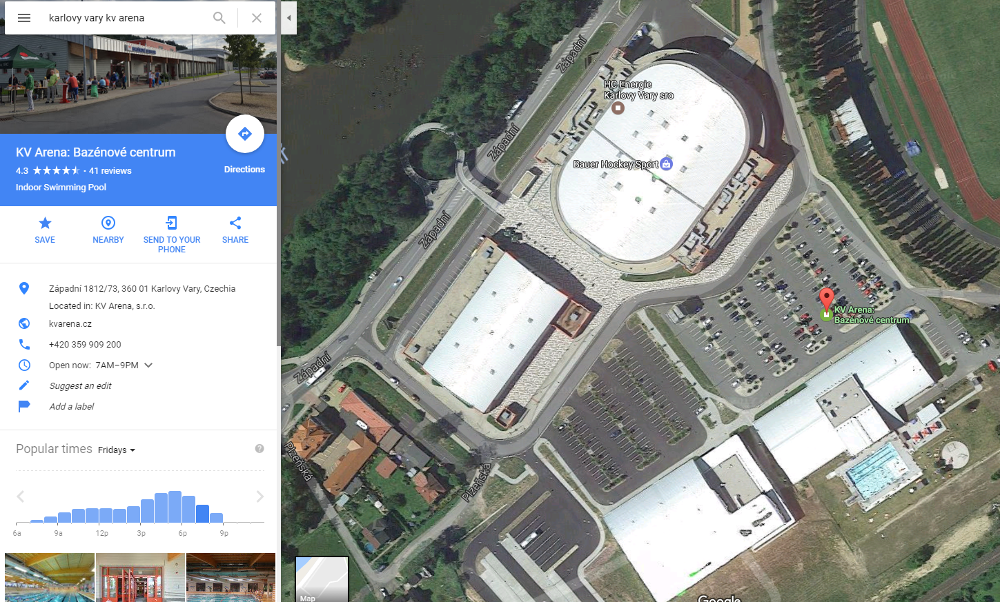 karlovy vary kv arena
KV Arena: Bazénové centrum
4.3 ★★★★★ - 41 reviews
Indoor Swimming Pool
Directions
SAVE
NEARBY
SEND TO YOUR
PHONE
SHARE
Západní 1812/73, 360 01 Karlovy Vary, Czechia
Located in: KV Arena, s.r.o.
kvarena.cz
+420 359 909 200
Open now: 7AM–9PM
Suggest an edit
Add a label
Popular times Fridays
?
6a 9a 12p 3p 6p 9p
Západní
HC Energie
Karlovy Vary sro
Západní
Bauer Hockey Sport
Západní
KV Arena:
Bazénové centrum
Západní
Plzeňská
Plzeňská
Map
Google